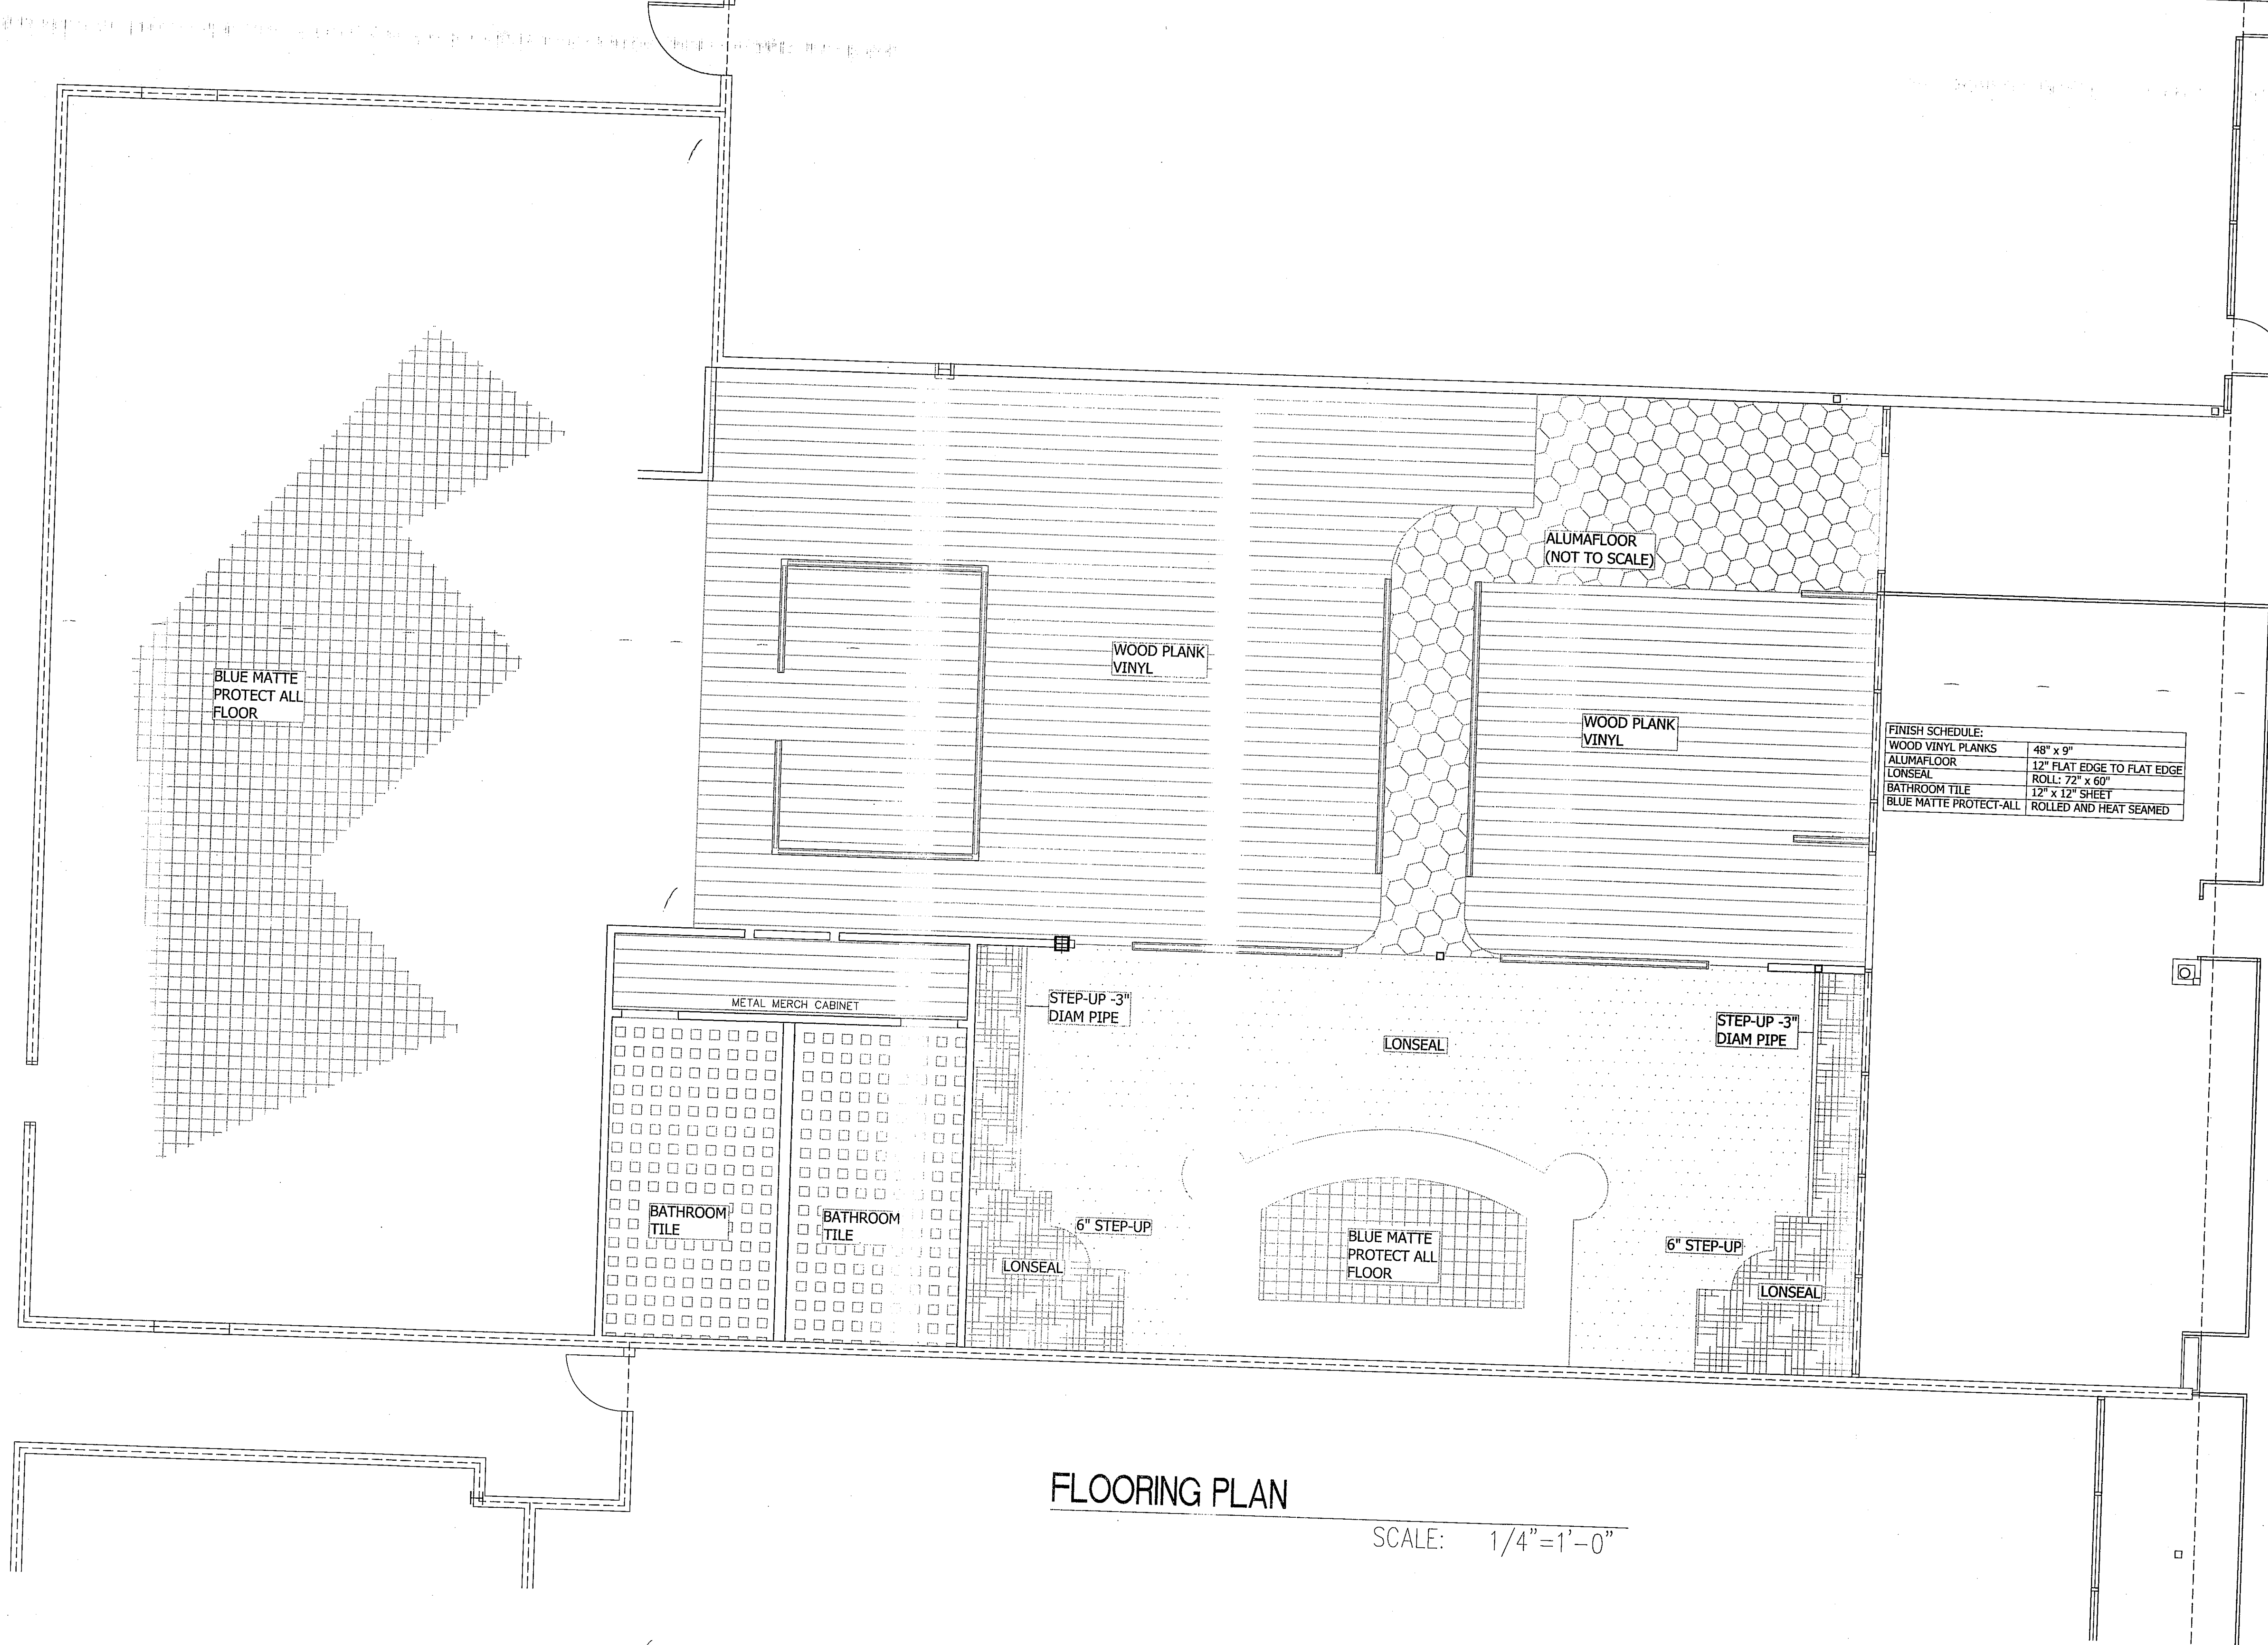 ALUMAFLOOR
(NOT TO SCALE)
WOOD PLANK
VINYL
BLUE MATTE
PROTECT ALL
FLOOR
WOOD PLANK
VINYL
FINISH SCHEDULE:
WOOD VINYL PLANKS 48" x 9"
ALUMAFLOOR 12" FLAT EDGE TO FLAT EDGE
LONSEAL ROLL: 72" x 60"
BATHROOM TILE 12" x 12" SHEET
BLUE MATTE PROTECT-ALL ROLLED AND HEAT SEAMED
METAL MERCH CABINET
STEP-UP -3"
DIAM PIPE
LONSEAL
STEP-UP -3"
DIAM PIPE
BATHROOM
TILE
BATHROOM
TILE
6" STEP-UP
LONSEAL
BLUE MATTE
PROTECT ALL
FLOOR
6" STEP-UP
LONSEAL
FLOORING PLAN
SCALE: 1/4"=1'-0"